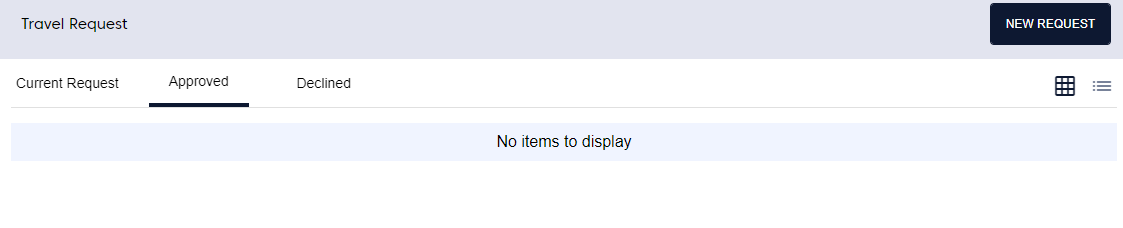 Travel Request
NEW REQUEST
Current Request
Approved
Declined
No items to display